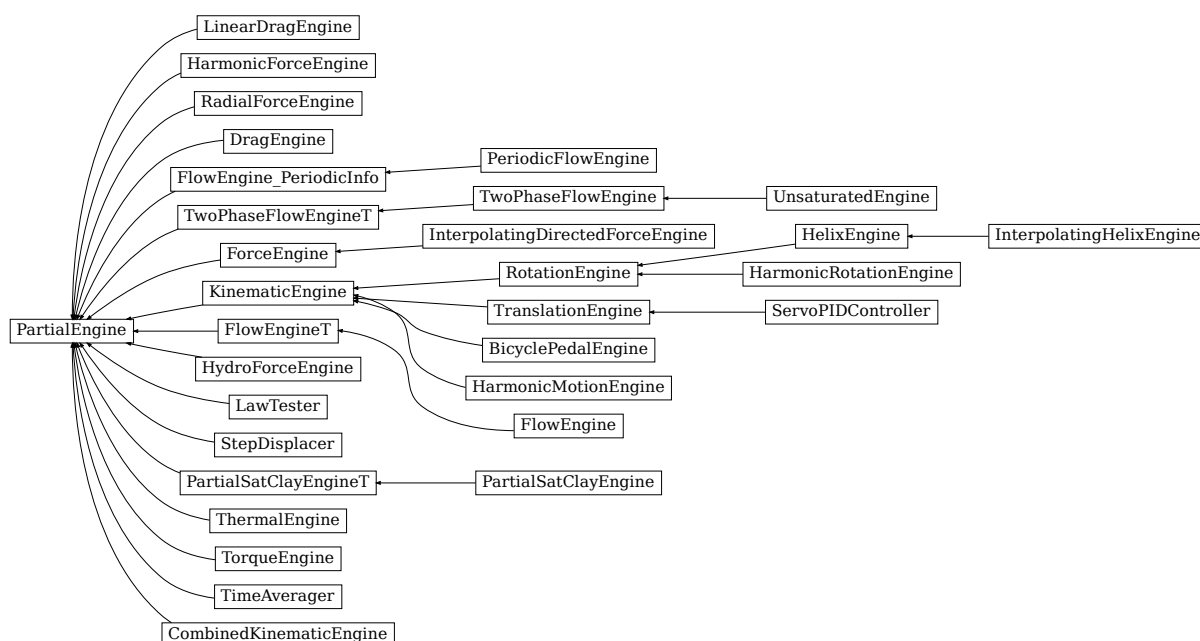 LinearDragEngine
HarmonicForceEngine
RadialForceEngine
DragEngine
PeriodicFlowEngine
FlowEngine_PeriodicInfo
TwoPhaseFlowEngine
UnsaturatedEngine
TwoPhaseFlowEngineT
InterpolatingDirectedForceEngine
HelixEngine
InterpolatingHelixEngine
ForceEngine
RotationEngine
HarmonicRotationEngine
KinematicEngine
TranslationEngine
ServoPIDController
PartialEngine
FlowEngineT
BicyclePedalEngine
HydroForceEngine
HarmonicMotionEngine
LawTester
FlowEngine
StepDisplacer
PartialSatClayEngineT
PartialSatClayEngine
ThermalEngine
TorqueEngine
TimeAverager
CombinedKinematicEngine